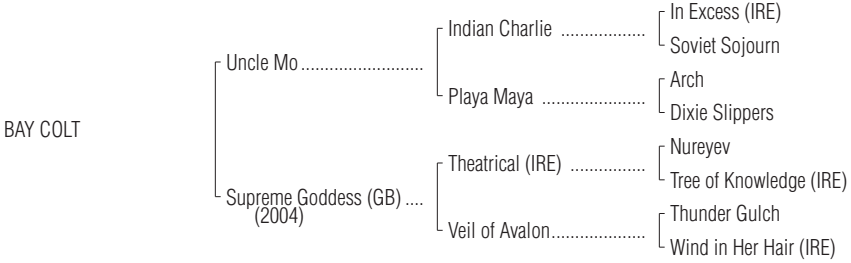 In Excess (IRE)
Indian Charlie ..................
Soviet Sojourn
Uncle Mo..........................
Arch
Playa Maya ......................
Dixie Slippers
BAY COLT
Nureyev
Theatrical (IRE) ................
Tree of Knowledge (IRE)
Supreme Goddess (GB) ....
(2004)
Thunder Gulch
Veil of Avalon....................
Wind in Her Hair (IRE)